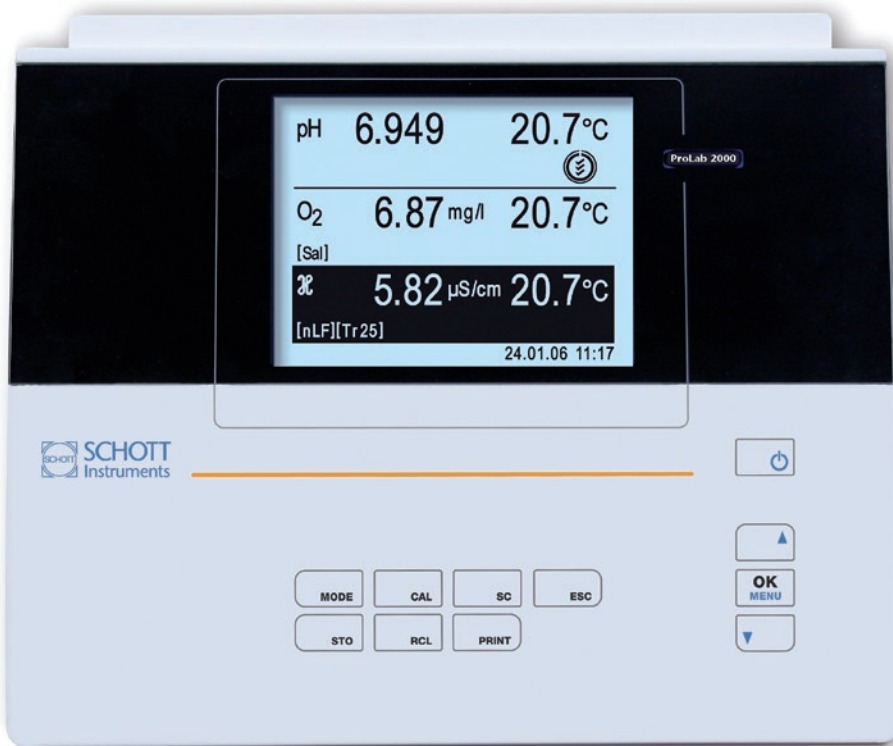 pH 6.949 20.7°C
ProLab 2000
O₂ 6.87 mg/l 20.7°C
[Sal]
ϰ 5.82 µS/cm 20.7°C
[nLF][Tr25]
24.01.06 11:17
SCHOTT
SCHOTT
Instruments
MODE CAL SC ESC
STO RCL PRINT
OK
MENU